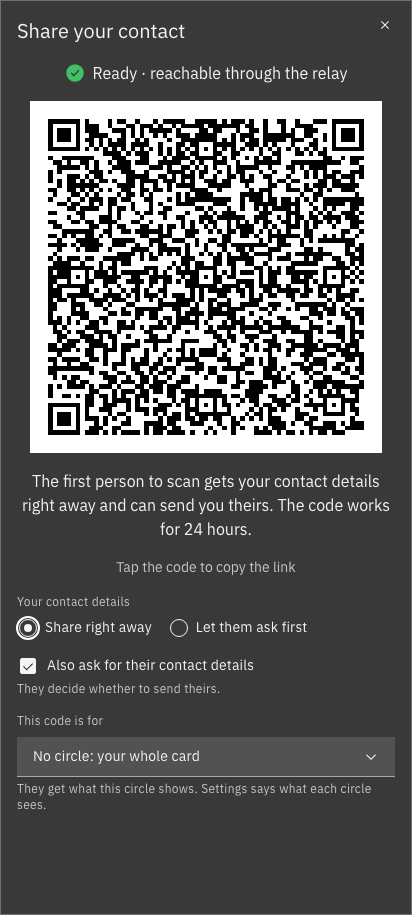 Share your contact
Ready · reachable through the relay
The first person to scan gets your contact details
right away and can send you theirs. The code works
for 24 hours.
Tap the code to copy the link
Your contact details
Share right away
Let them ask first
Also ask for their contact details
They decide whether to send theirs.
This code is for
No circle: your whole card
They get what this circle shows. Settings says what each circle
sees.